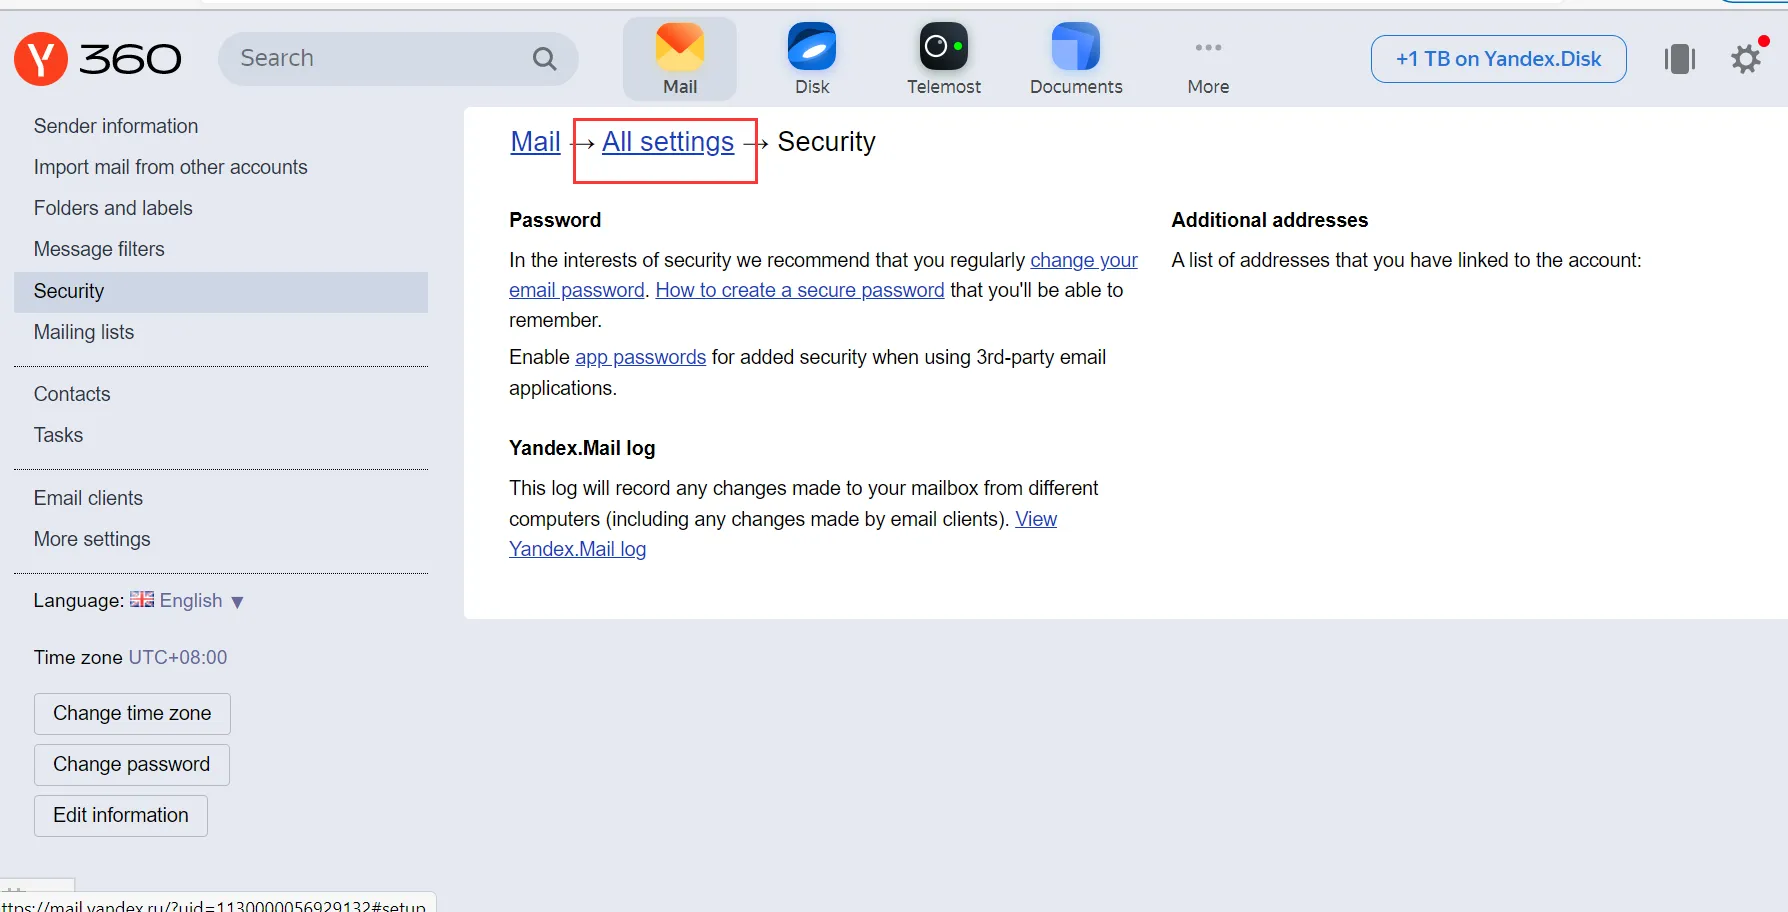 360
Search
Mail
Disk
Telemost
Documents
More
+1 TB on Yandex.Disk
Sender information
Import mail from other accounts
Folders and labels
Message filters
Security
Mailing lists
Contacts
Tasks
Email clients
More settings
Language: English ▼
Time zone UTC+08:00
Change time zone
Change password
Edit information
Mail → All settings → Security
Password
In the interests of security we recommend that you regularly change your
email password. How to create a secure password that you'll be able to
remember.
Enable app passwords for added security when using 3rd-party email
applications.
Yandex.Mail log
This log will record any changes made to your mailbox from different
computers (including any changes made by email clients). View
Yandex.Mail log
Additional addresses
A list of addresses that you have linked to the account:
ttps://mail.yandex.ru/?uid=1130000056929132#setup